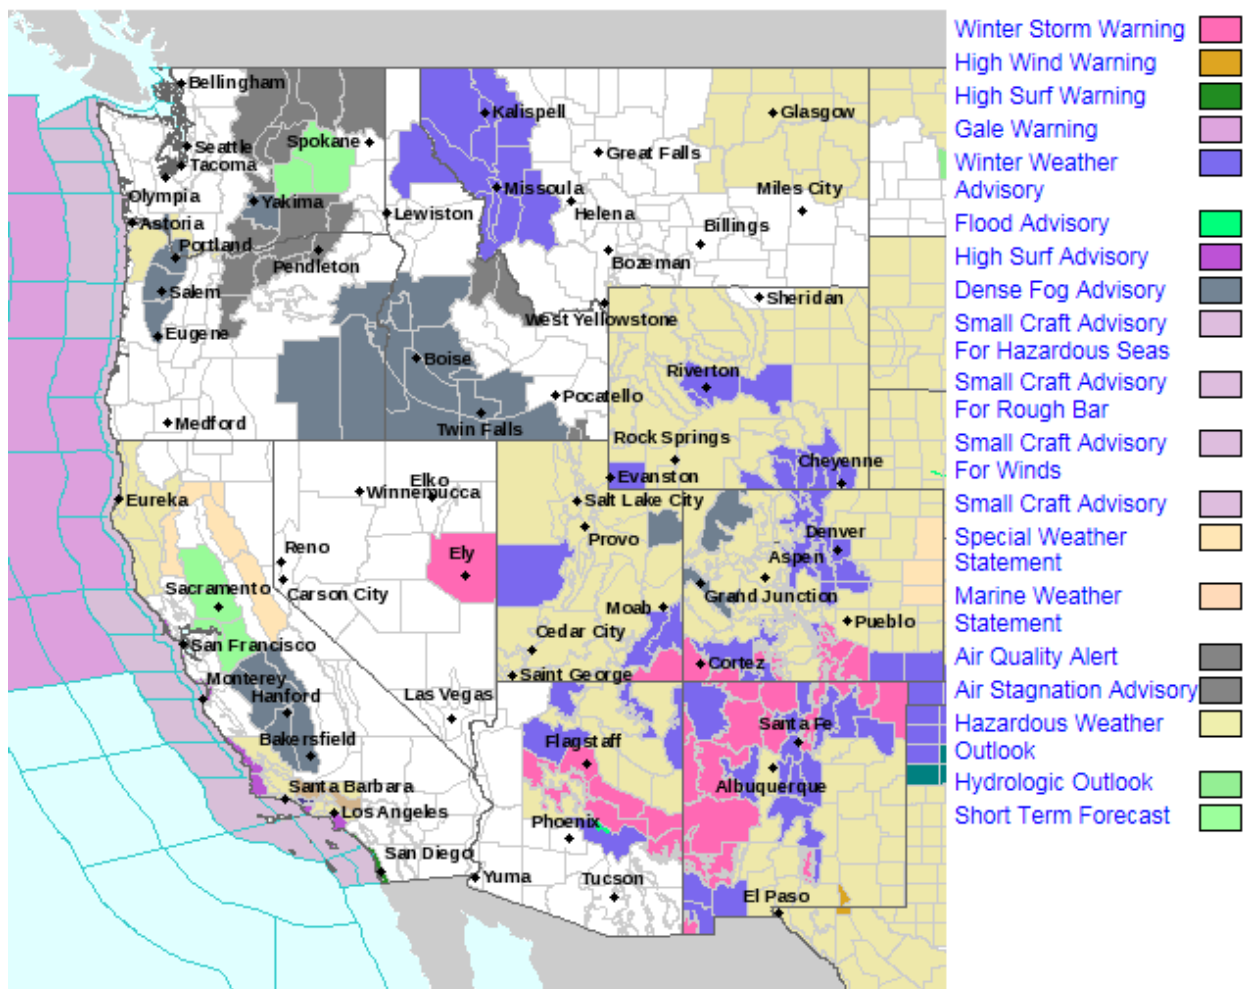 Bellingham
Seattle
Tacoma
Olympia
Spokane
Yakima
Astoria
Portland
Pendleton
Lewiston
Salem
Eugene
Medford
Kalispell
Missoula
Great Falls
Helena
Bozeman
Billings
Miles City
Glasgow
West Yellowstone
Sheridan
Boise
Twin Falls
Pocatello
Riverton
Rock Springs
Evanston
Cheyenne
Eureka
Winnemucca
Elko
Reno
Carson City
Ely
Salt Lake City
Provo
Moab
Cedar City
Saint George
Denver
Aspen
Grand Junction
Pueblo
Cortez
Sacramento
San Francisco
Monterey
Hanford
Bakersfield
Las Vegas
Santa Barbara
Los Angeles
San Diego
Yuma
Flagstaff
Phoenix
Tucson
Santa Fe
Albuquerque
El Paso
Winter Storm Warning
High Wind Warning
High Surf Warning
Gale Warning
Winter Weather
Advisory
Flood Advisory
High Surf Advisory
Dense Fog Advisory
Small Craft Advisory
For Hazardous Seas
Small Craft Advisory
For Rough Bar
Small Craft Advisory
For Winds
Small Craft Advisory
Special Weather
Statement
Marine Weather
Statement
Air Quality Alert
Air Stagnation Advisory
Hazardous Weather
Outlook
Hydrologic Outlook
Short Term Forecast